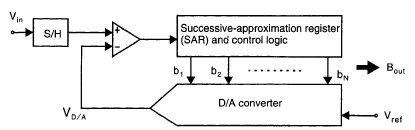 V_in
S/H
+
−
Successive-approximation register
(SAR) and control logic
b_1 b_2 ........ b_N
B_out
D/A converter
V_D/A
V_ref